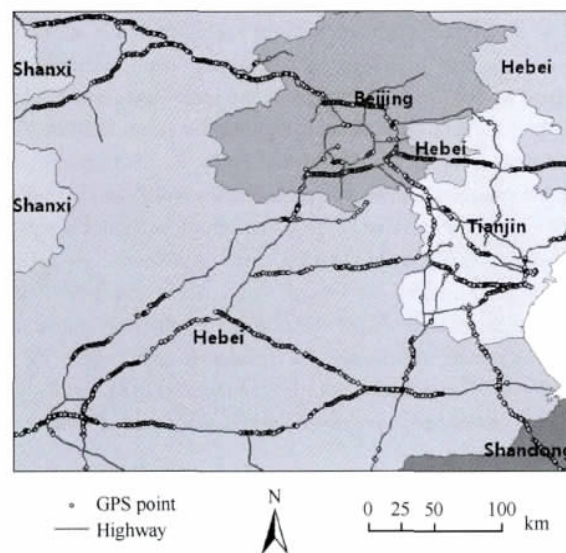 Shanxi
Hebei
Beijing
Hebei
Shanxi
Tianjin
Hebei
Shandong
GPS point
Highway
N
0 25 50 100
km